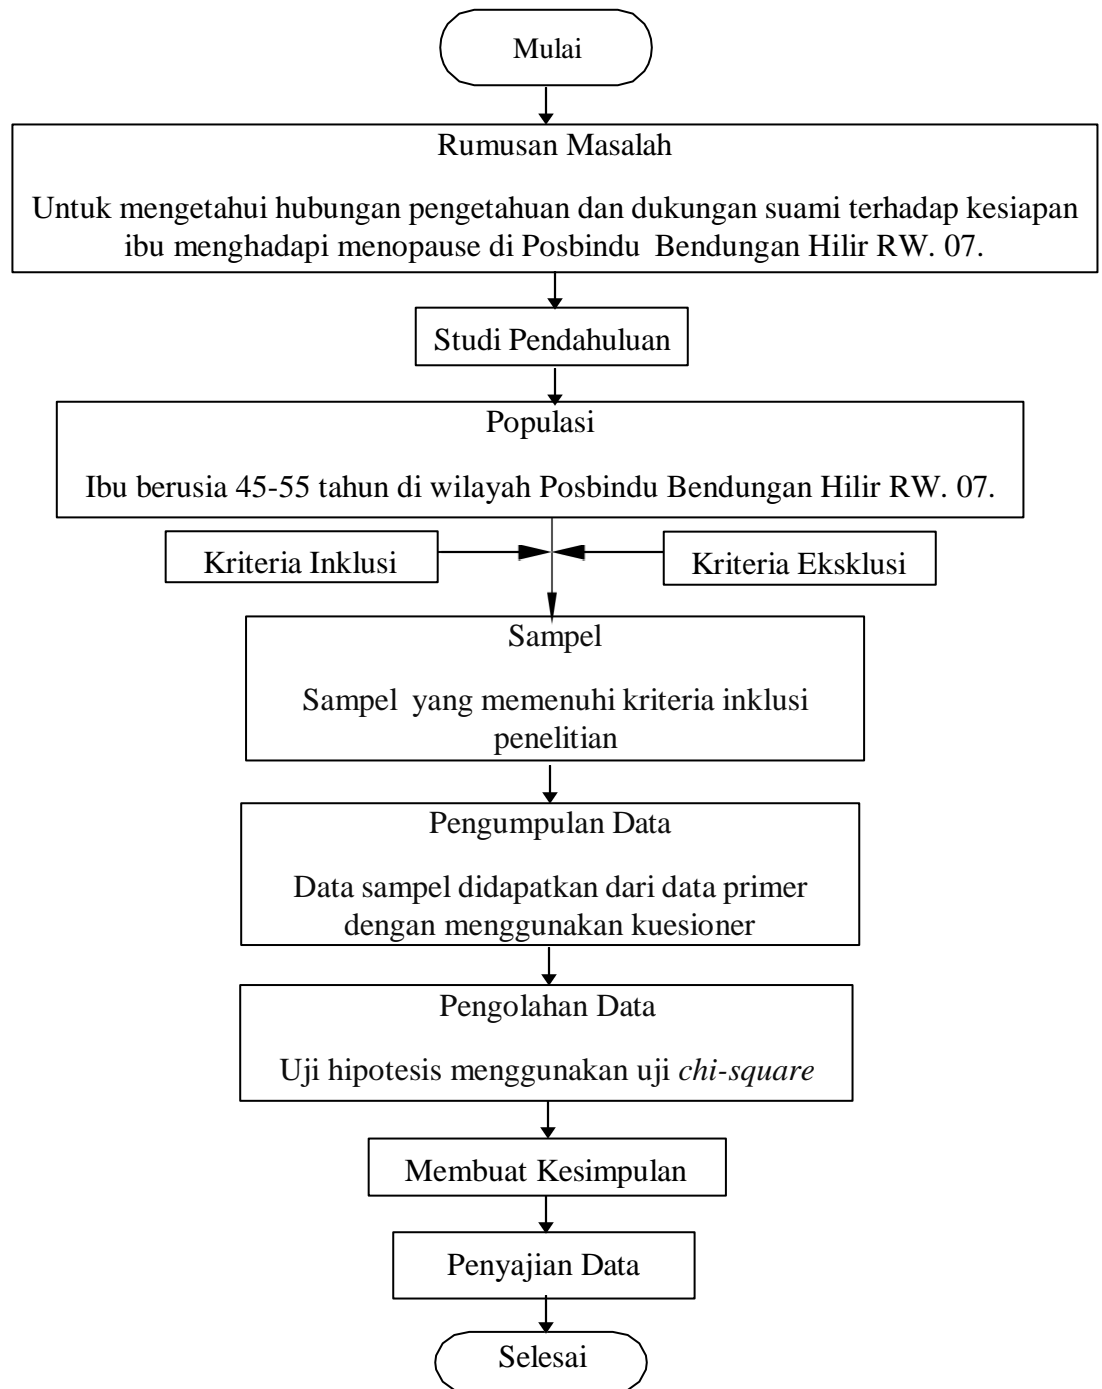 Mulai
Rumusan Masalah
Untuk mengetahui hubungan pengetahuan dan dukungan suami terhadap kesiapan
ibu menghadapi menopause di Posbindu Bendungan Hilir RW. 07.
Studi Pendahuluan
Populasi
Ibu berusia 45-55 tahun di wilayah Posbindu Bendungan Hilir RW. 07.
Kriteria Inklusi
Kriteria Eksklusi
Sampel
Sampel yang memenuhi kriteria inklusi
penelitian
Pengumpulan Data
Data sampel didapatkan dari data primer
dengan menggunakan kuesioner
Pengolahan Data
Uji hipotesis menggunakan uji chi-square
Membuat Kesimpulan
Penyajian Data
Selesai